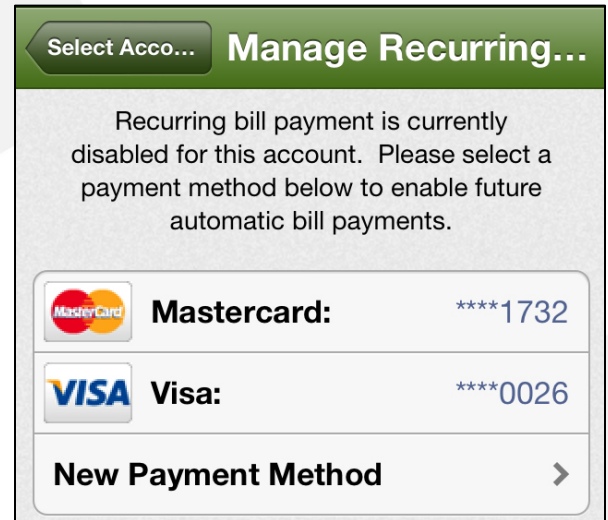 Select Acco... Manage Recurring...
Recurring bill payment is currently
disabled for this account.  Please select a
payment method below to enable future
automatic bill payments.
MasterCard Mastercard: ****1732
VISA Visa: ****0026
New Payment Method